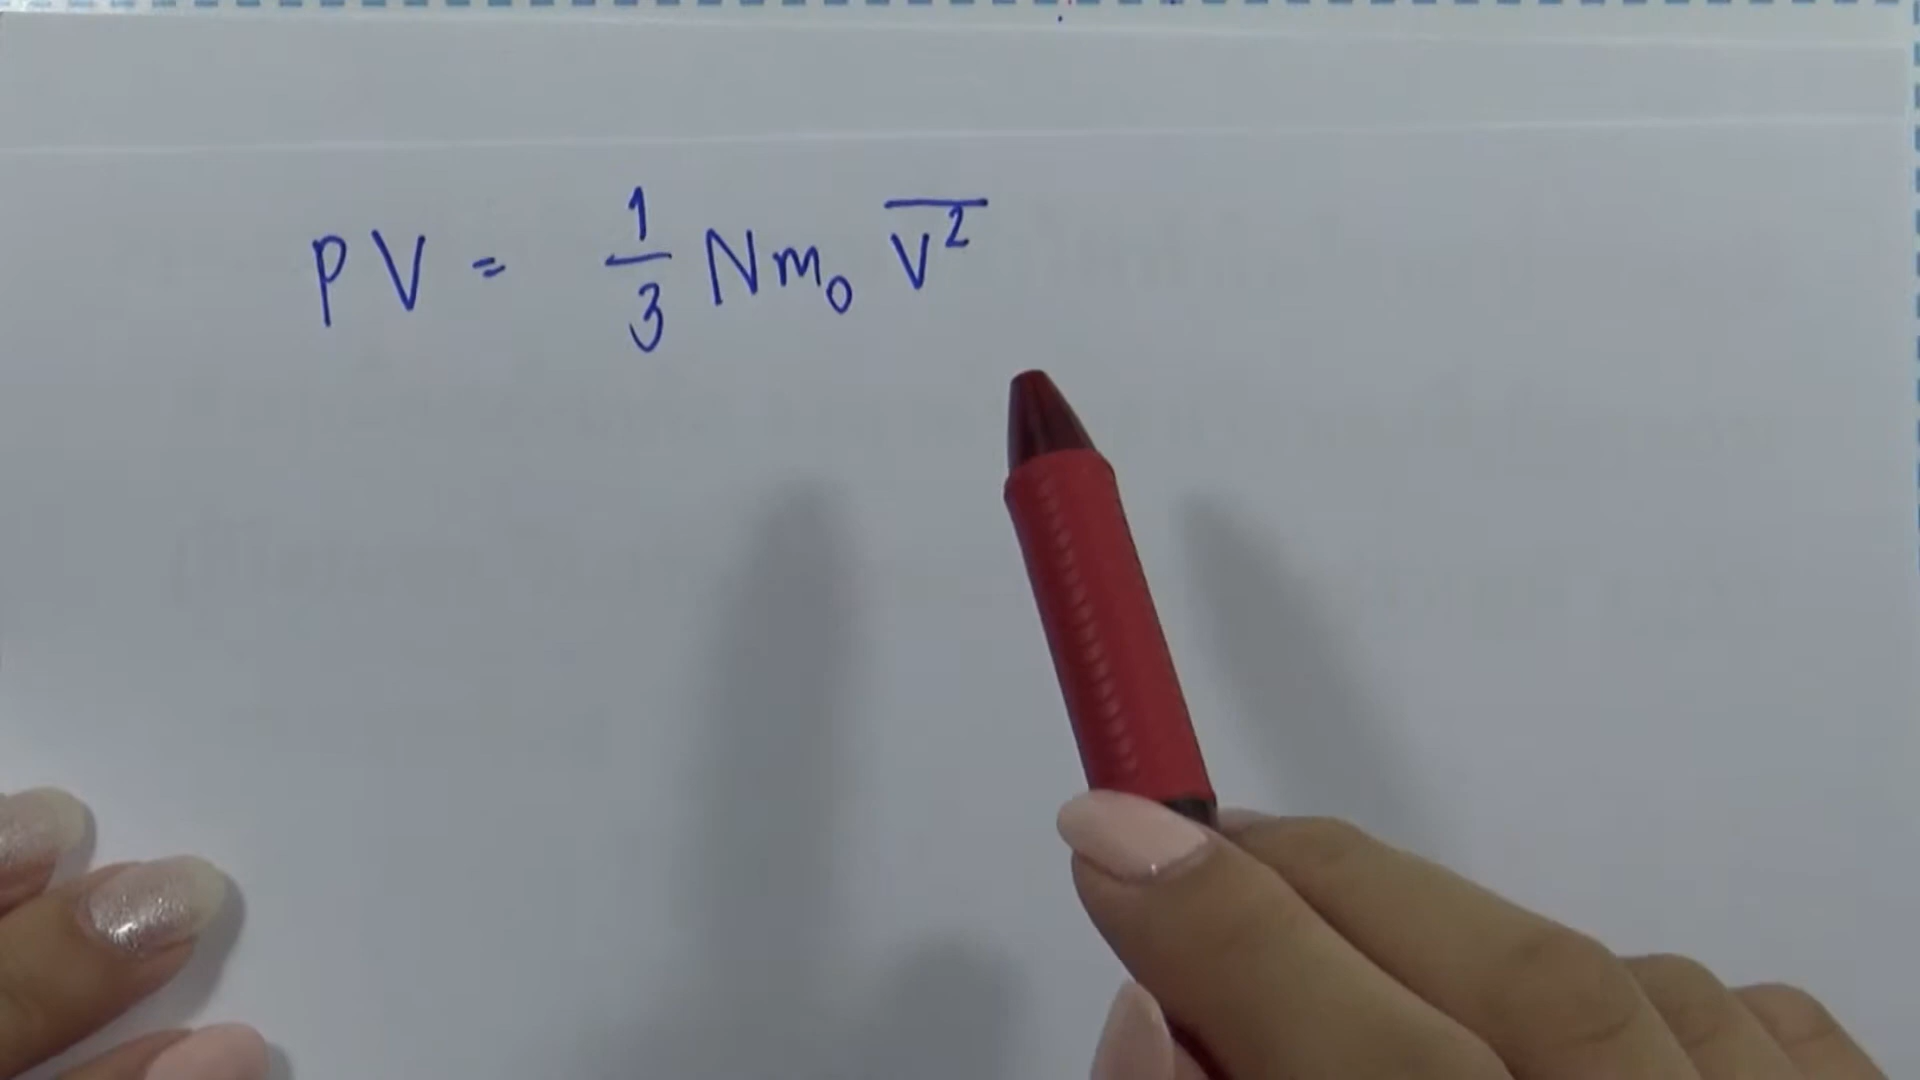 PV = 1/3 Nm₀ v̅²